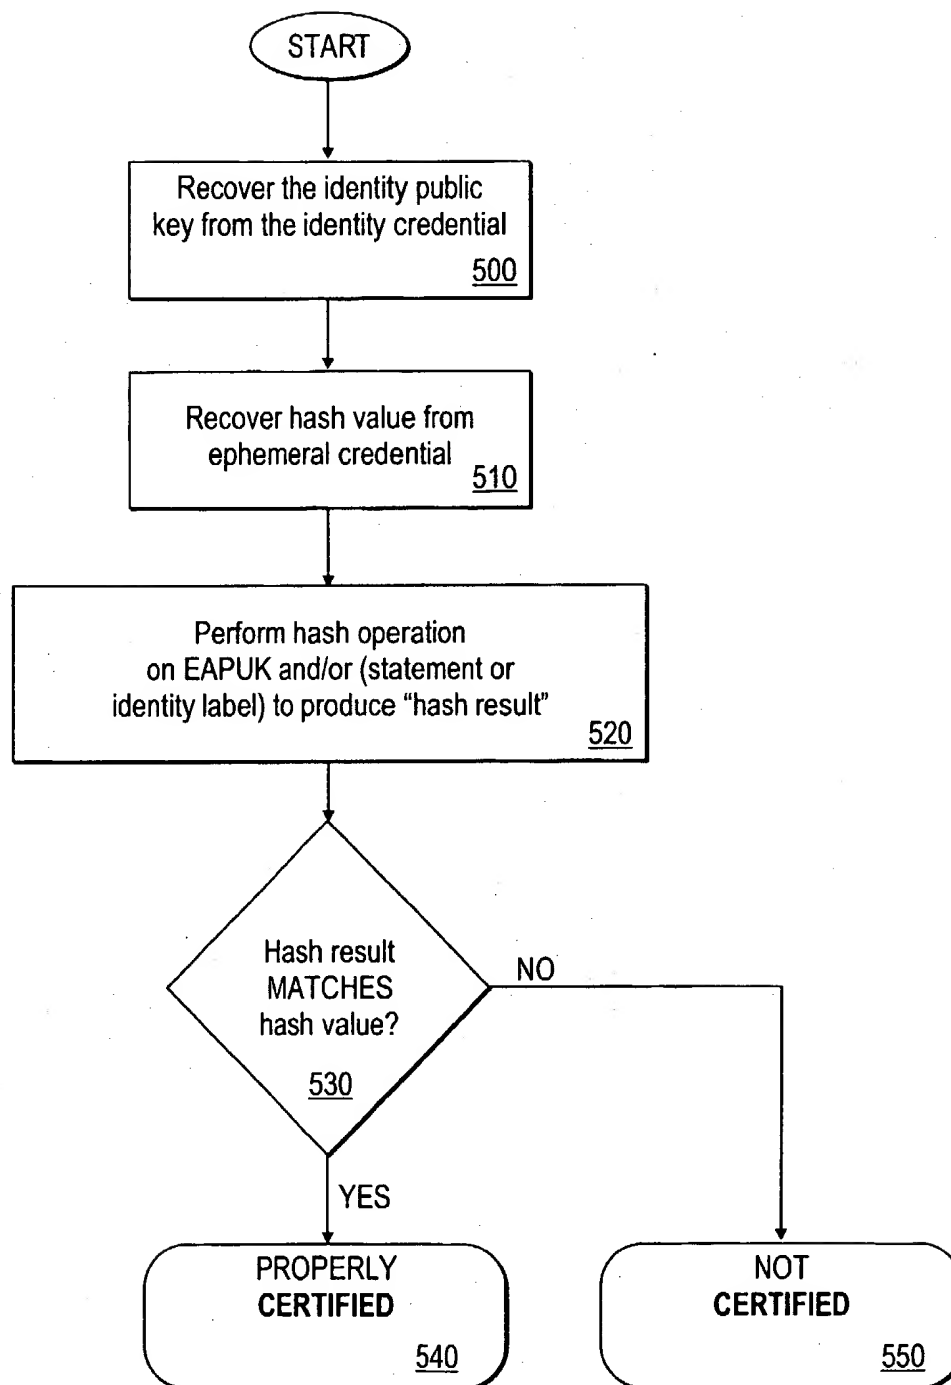 START
Recover the identity public
key from the identity credential
500
Recover hash value from
ephemeral credential
510
Perform hash operation
on EAPUK and/or (statement or
identity label) to produce “hash result”
520
Hash result
MATCHES
hash value?
530
NO
YES
PROPERLY
CERTIFIED
540
NOT
CERTIFIED
550